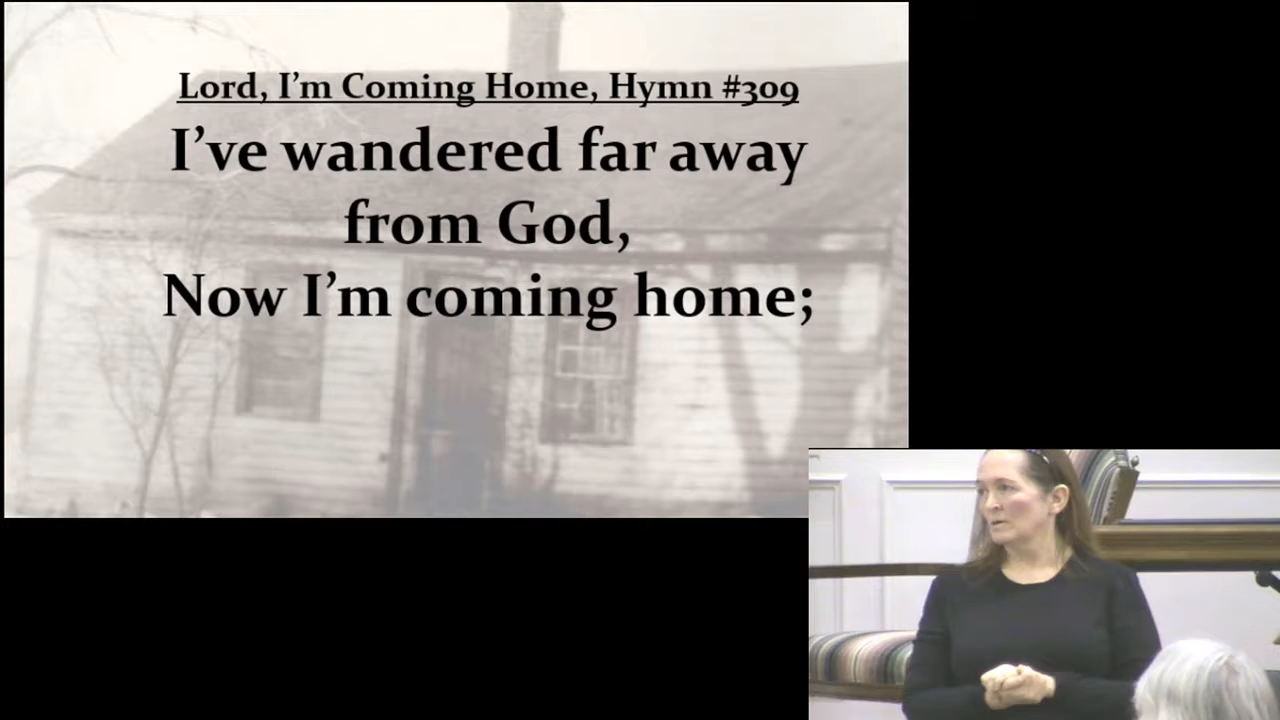 Lord, I’m Coming Home, Hymn #309
I’ve wandered far away
from God,
Now I’m coming home;